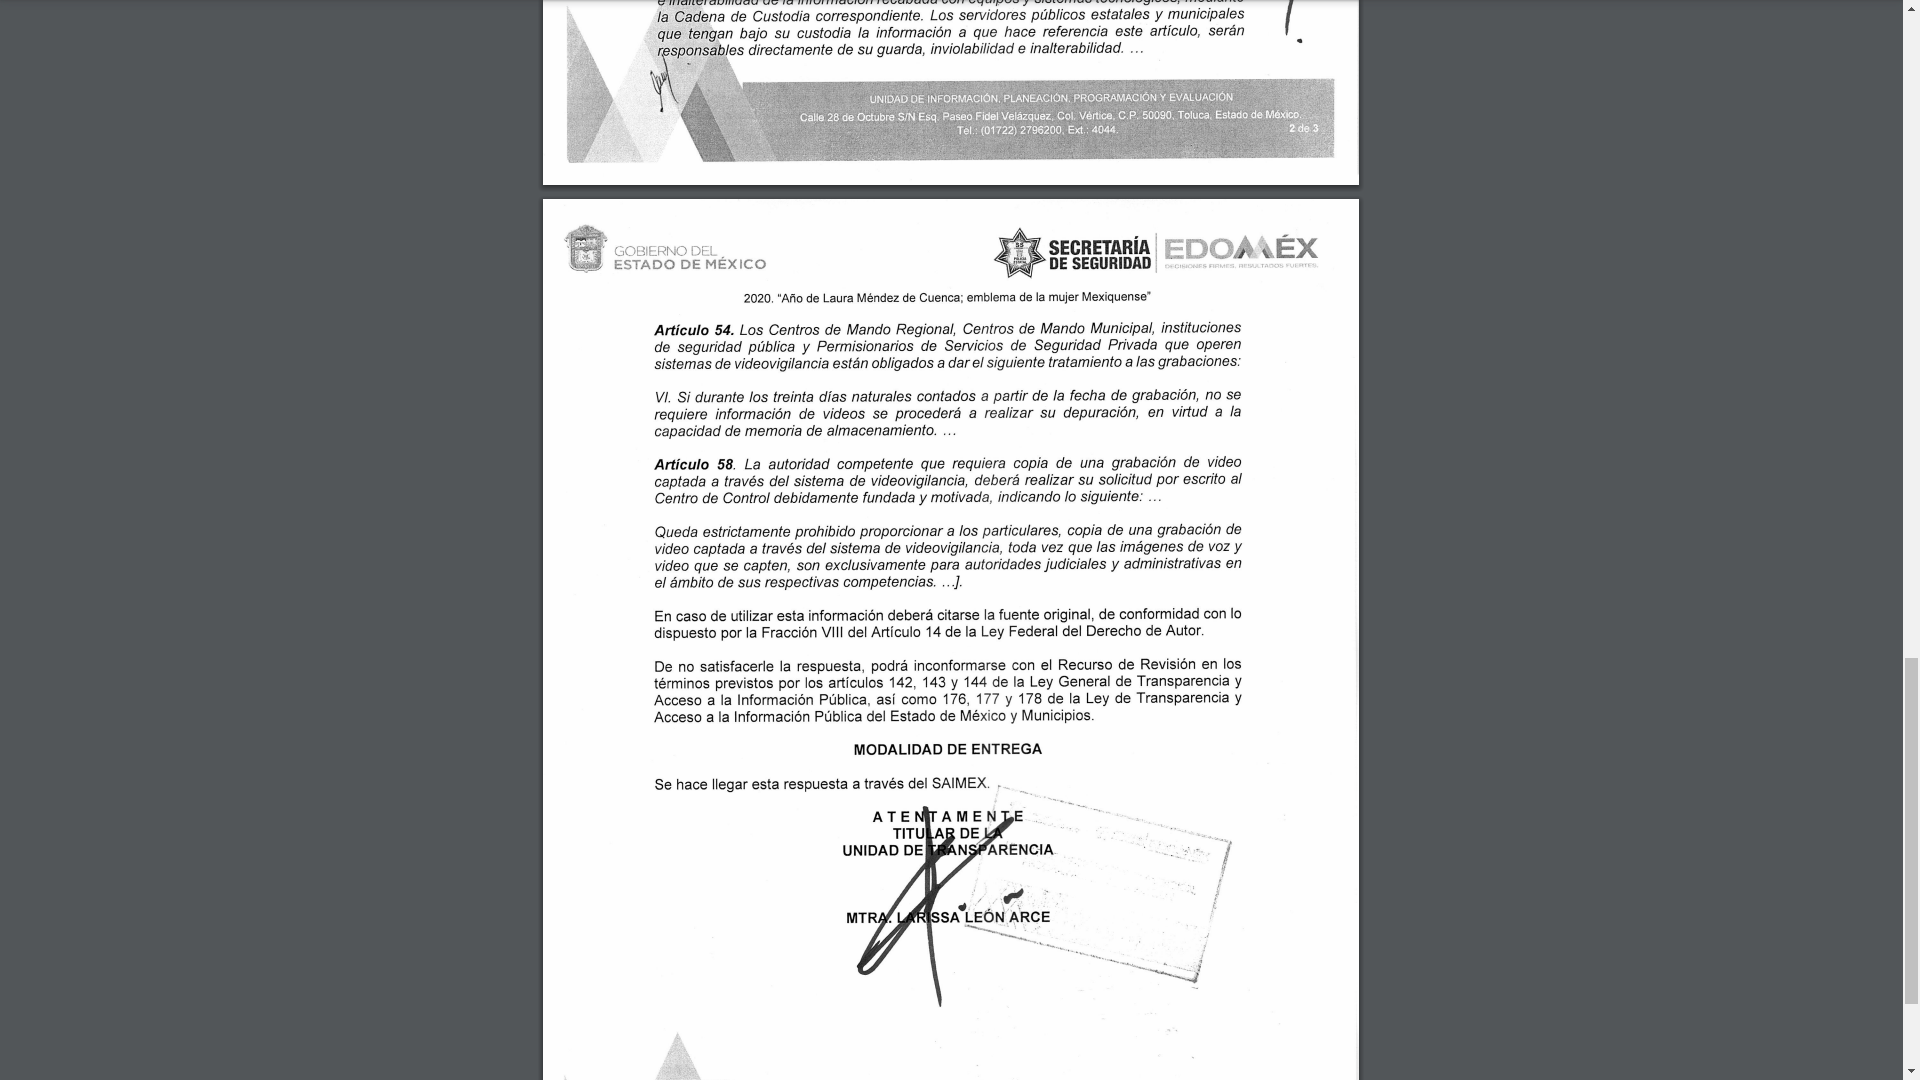 e inalterabilidad de la información recabada con equipos y sistemas tecnológicos, mediante
la Cadena de Custodia correspondiente. Los servidores públicos estatales y municipales
que tengan bajo su custodia la información a que hace referencia este artículo, serán
responsables directamente de su guarda, inviolabilidad e inalterabilidad. …
UNIDAD DE INFORMACIÓN, PLANEACIÓN, PROGRAMACIÓN Y EVALUACIÓN
Calle 28 de Octubre S/N Esq. Paseo Fidel Velázquez, Col. Vértice, C.P. 50090, Toluca, Estado de México.
Tel.: (01722) 2796200, Ext.: 4044.
2 de 3
GOBIERNO DEL
ESTADO DE MÉXICO
SECRETARÍA
DE SEGURIDAD
EDOMÉX
DECISIONES FIRMES, RESULTADOS FUERTES.
2020. “Año de Laura Méndez de Cuenca; emblema de la mujer Mexiquense”
Artículo 54. Los Centros de Mando Regional, Centros de Mando Municipal, instituciones
de seguridad pública y Permisionarios de Servicios de Seguridad Privada que operen
sistemas de videovigilancia están obligados a dar el siguiente tratamiento a las grabaciones:
VI. Si durante los treinta días naturales contados a partir de la fecha de grabación, no se
requiere información de videos se procederá a realizar su depuración, en virtud a la
capacidad de memoria de almacenamiento. …
Artículo 58. La autoridad competente que requiera copia de una grabación de video
captada a través del sistema de videovigilancia, deberá realizar su solicitud por escrito al
Centro de Control debidamente fundada y motivada, indicando lo siguiente: …
Queda estrictamente prohibido proporcionar a los particulares, copia de una grabación de
video captada a través del sistema de videovigilancia, toda vez que las imágenes de voz y
video que se capten, son exclusivamente para autoridades judiciales y administrativas en
el ámbito de sus respectivas competencias. …].
En caso de utilizar esta información deberá citarse la fuente original, de conformidad con lo
dispuesto por la Fracción VIII del Artículo 14 de la Ley Federal del Derecho de Autor.
De no satisfacerle la respuesta, podrá inconformarse con el Recurso de Revisión en los
términos previstos por los artículos 142, 143 y 144 de la Ley General de Transparencia y
Acceso a la Información Pública, así como 176, 177 y 178 de la Ley de Transparencia y
Acceso a la Información Pública del Estado de México y Municipios.
MODALIDAD DE ENTREGA
Se hace llegar esta respuesta a través del SAIMEX.
A T E N T A M E N T E
TITULAR DE LA
UNIDAD DE TRANSPARENCIA
MTRA. LARISSA LEÓN ARCE